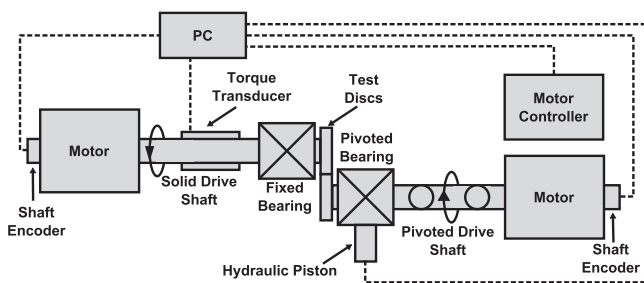 PC
Torque
Transducer
Test
Discs
Motor
Controller
Motor
Pivoted
Bearing
Solid Drive
Shaft
Fixed
Bearing
Motor
Shaft
Encoder
Pivoted Drive
Shaft
Shaft
Encoder
Hydraulic Piston